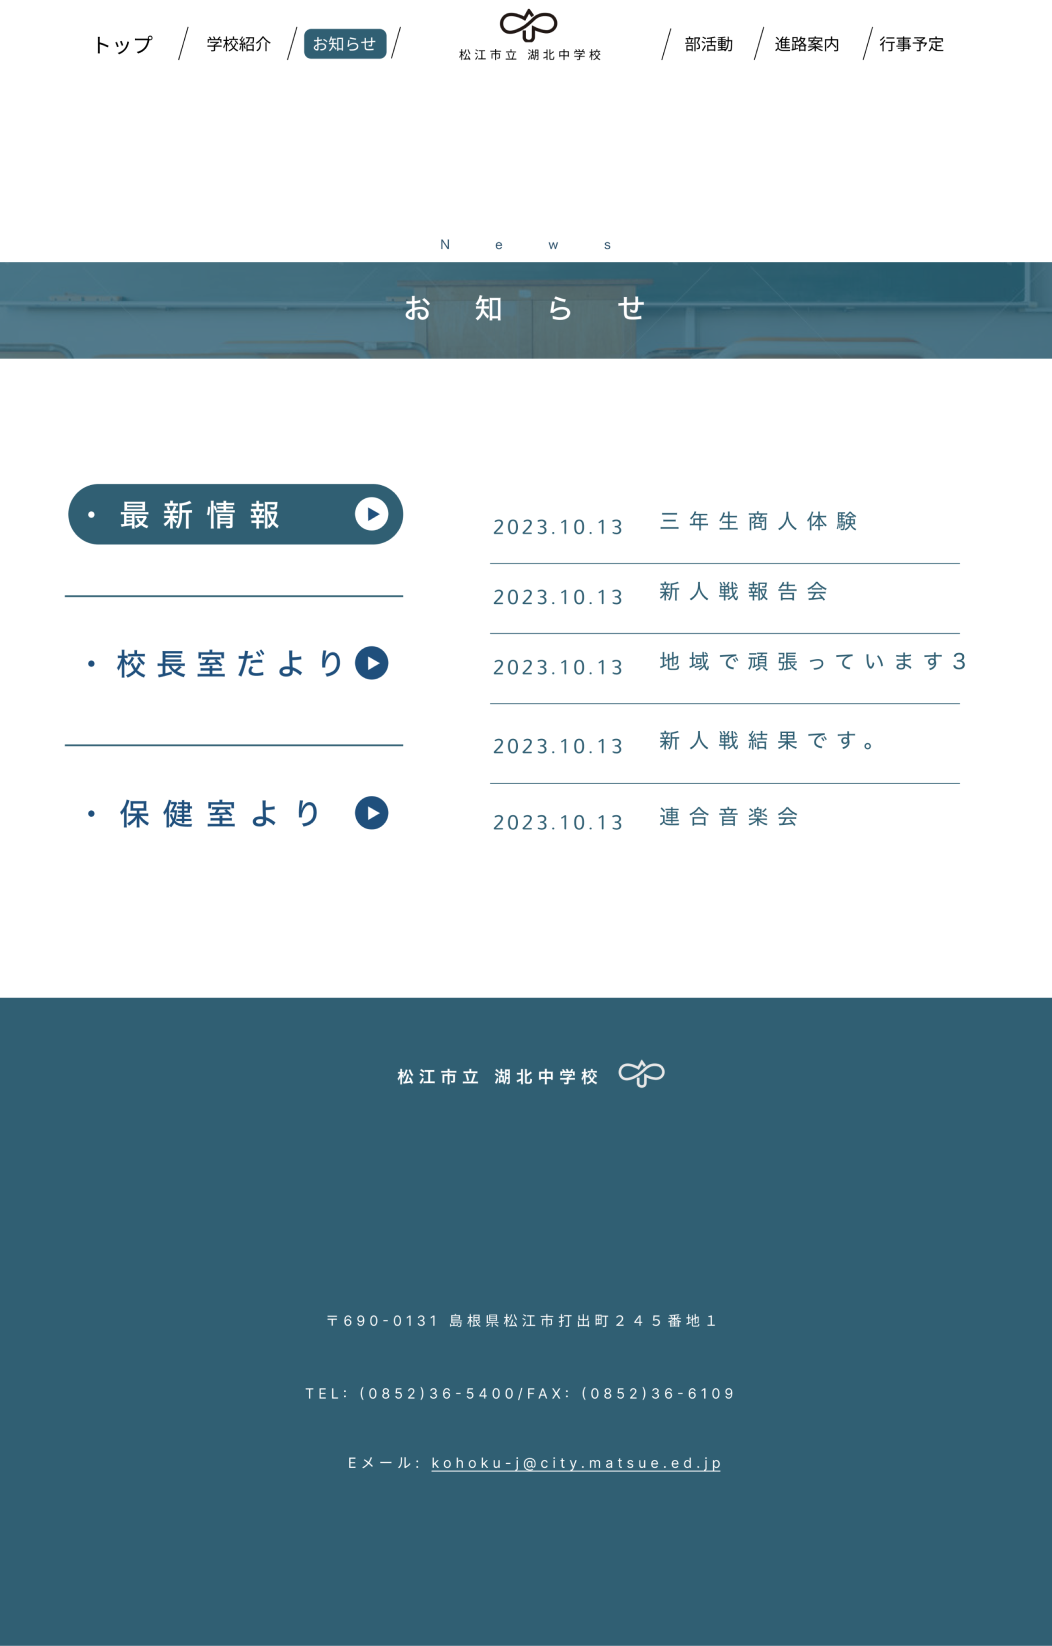 トップ
学校紹介
お知らせ
松江市立 湖北中学校
部活動
進路案内
行事予定
News
お知らせ
・最新情報
・校長室だより
・保健室より
2023.10.13 三年生商人体験
2023.10.13 新人戦報告会
2023.10.13 地域で頑張っています3
2023.10.13 新人戦結果です。
2023.10.13 連合音楽会
松江市立 湖北中学校
〒690-0131 島根県松江市打出町２４５番地１
TEL: (0852)36-5400/FAX: (0852)36-6109
Eメール: kohoku-j@city.matsue.ed.jp